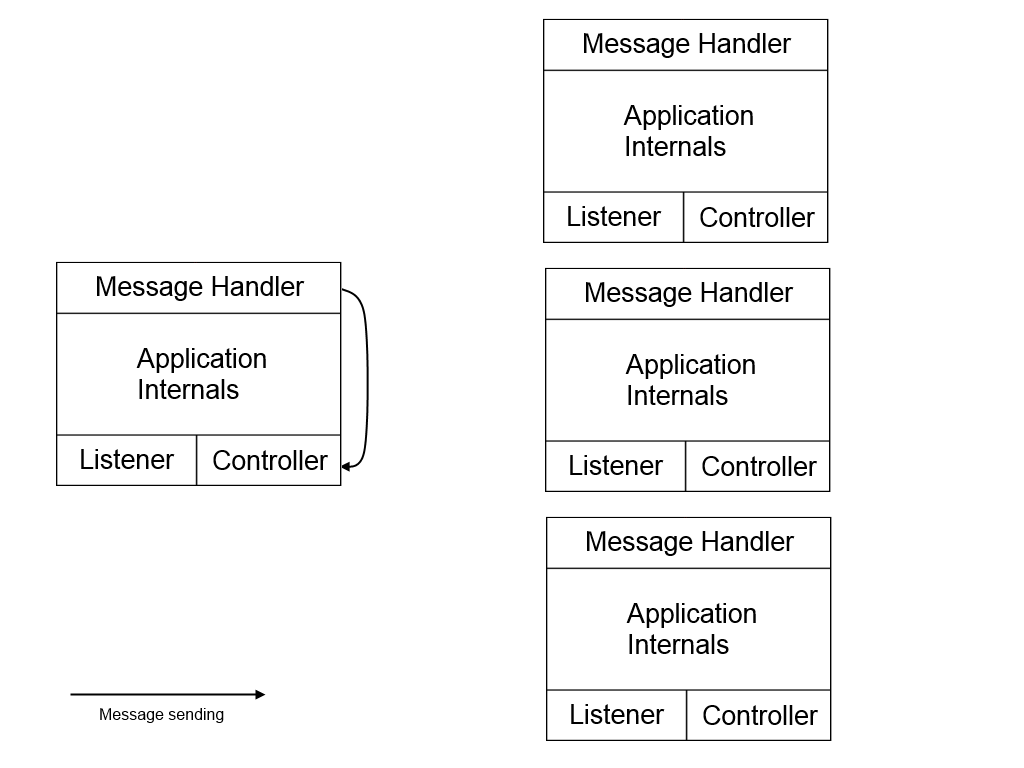 Message Handler
Application
Internals
Listener
Controller
Message Handler
Application
Internals
Listener
Controller
Message Handler
Application
Internals
Listener
Controller
Message Handler
Application
Internals
Listener
Controller
Message sending